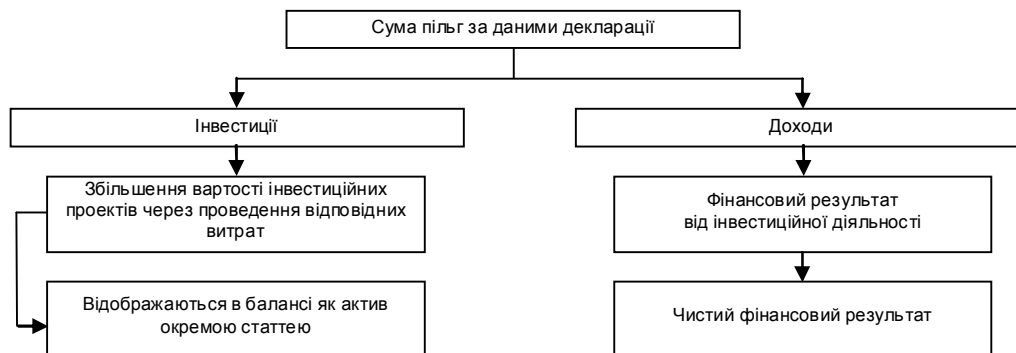 Сума пільг за даними декларації
Інвестиції
Доходи
Збільшення вартості інвестиційних
проектів через проведення відповідних
витрат
Фінансовий результат
від інвестиційної діяльності
Відображаються в балансі як актив
окремою статтею
Чистий фінансовий результат